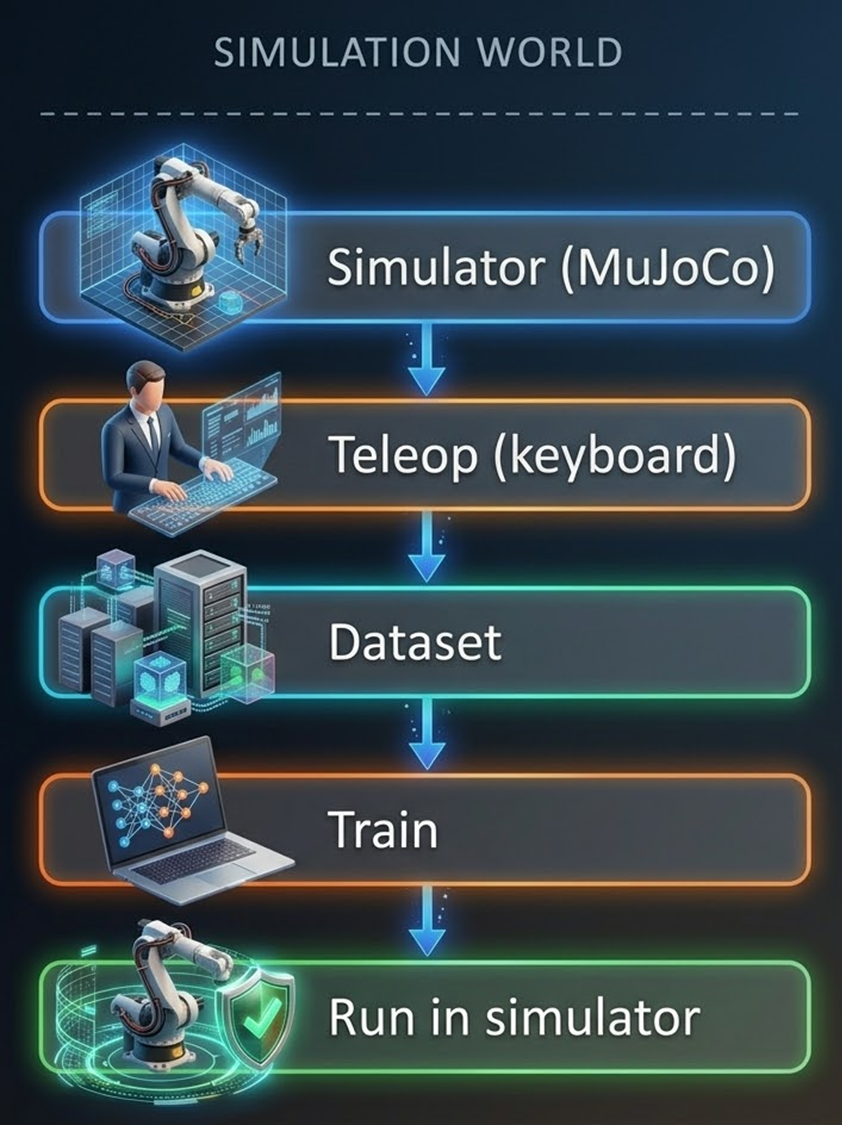 SIMULATION WORLD
Simulator (MuJoCo)
Teleop (keyboard)
Dataset
Train
Run in simulator